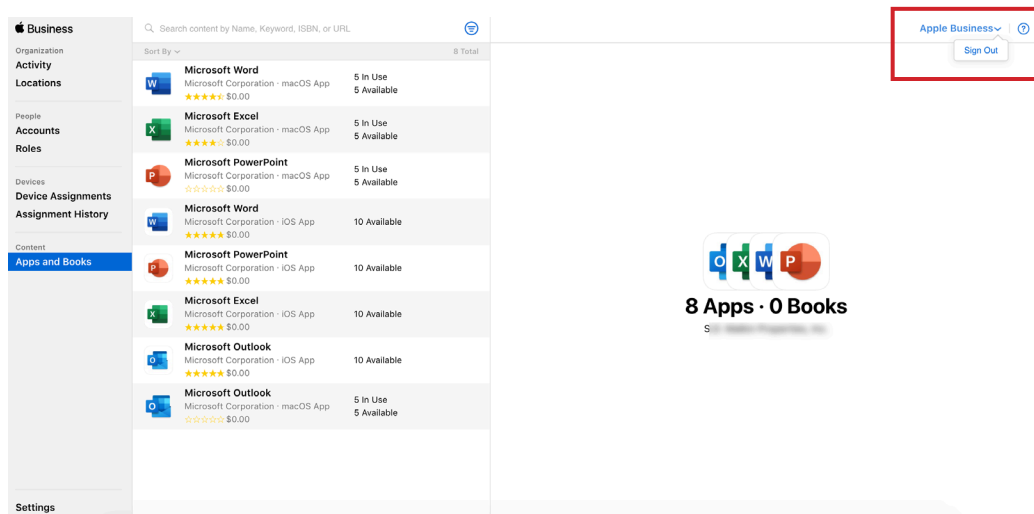 Business
Search content by Name, Keyword, ISBN, or URL
Apple Business
Sign Out
Organization
Activity
Locations
People
Accounts
Roles
Devices
Device Assignments
Assignment History
Content
Apps and Books
Settings
Sort By
8 Total
Microsoft Word
Microsoft Corporation · macOS App
$0.00
5 In Use
5 Available
Microsoft Excel
Microsoft Corporation · macOS App
$0.00
5 In Use
5 Available
Microsoft PowerPoint
Microsoft Corporation · macOS App
$0.00
5 In Use
5 Available
Microsoft Word
Microsoft Corporation · iOS App
$0.00
10 Available
Microsoft PowerPoint
Microsoft Corporation · iOS App
$0.00
10 Available
Microsoft Excel
Microsoft Corporation · iOS App
$0.00
10 Available
Microsoft Outlook
Microsoft Corporation · iOS App
$0.00
10 Available
Microsoft Outlook
Microsoft Corporation · macOS App
$0.00
5 In Use
5 Available
8 Apps · 0 Books